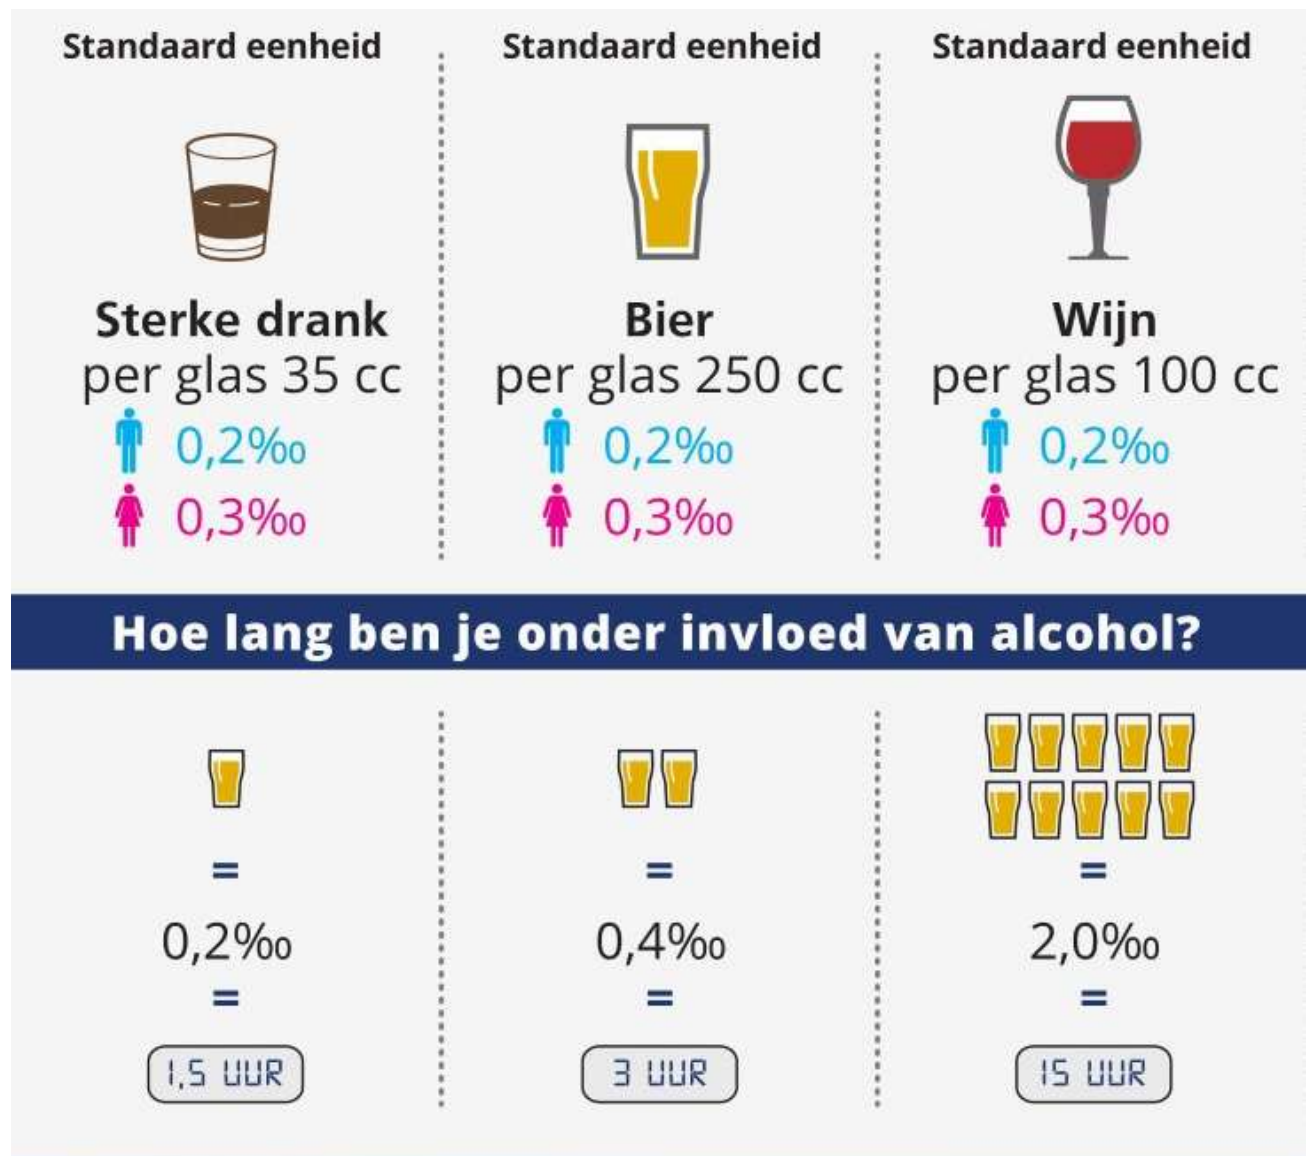 Standaard eenheid
Standaard eenheid
Standaard eenheid
Sterke drank
per glas 35 cc
0,2‰
0,3‰
Bier
per glas 250 cc
0,2‰
0,3‰
Wijn
per glas 100 cc
0,2‰
0,3‰
Hoe lang ben je onder invloed van alcohol?
=
0,2‰
=
1,5 UUR
=
0,4‰
=
3 UUR
=
2,0‰
=
15 UUR